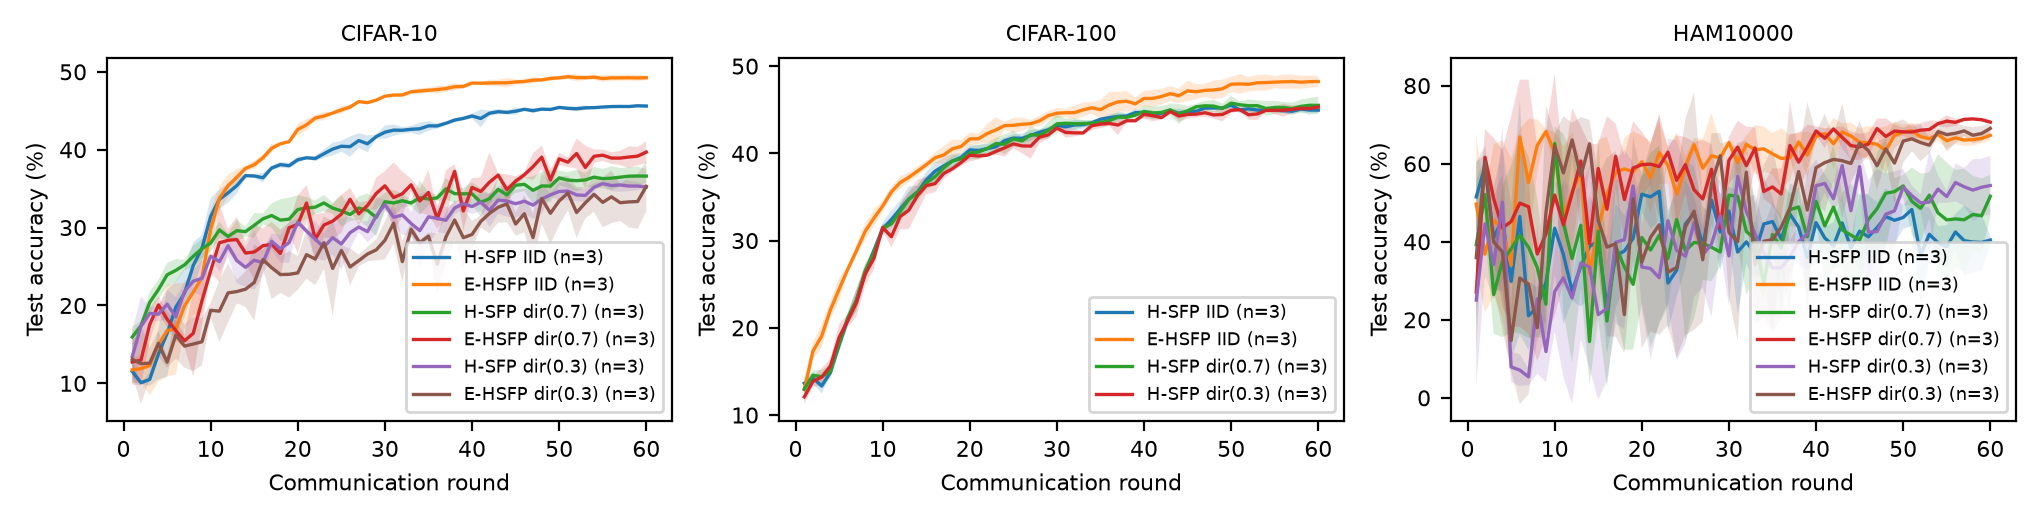 CIFAR-10
50
40
30
20
10
0
10
20
30
40
50
60
Test accuracy (%)
Communication round
H-SFP IID (n=3)
E-HSFP IID (n=3)
H-SFP dir(0.7) (n=3)
E-HSFP dir(0.7) (n=3)
H-SFP dir(0.3) (n=3)
E-HSFP dir(0.3) (n=3)
CIFAR-100
50
40
30
20
10
0
10
20
30
40
50
60
Test accuracy (%)
Communication round
H-SFP IID (n=3)
E-HSFP IID (n=3)
H-SFP dir(0.7) (n=3)
H-SFP dir(0.3) (n=3)
HAM10000
80
60
40
20
0
0
10
20
30
40
50
60
Test accuracy (%)
Communication round
H-SFP IID (n=3)
E-HSFP IID (n=3)
H-SFP dir(0.7) (n=3)
E-HSFP dir(0.7) (n=3)
H-SFP dir(0.3) (n=3)
E-HSFP dir(0.3) (n=3)